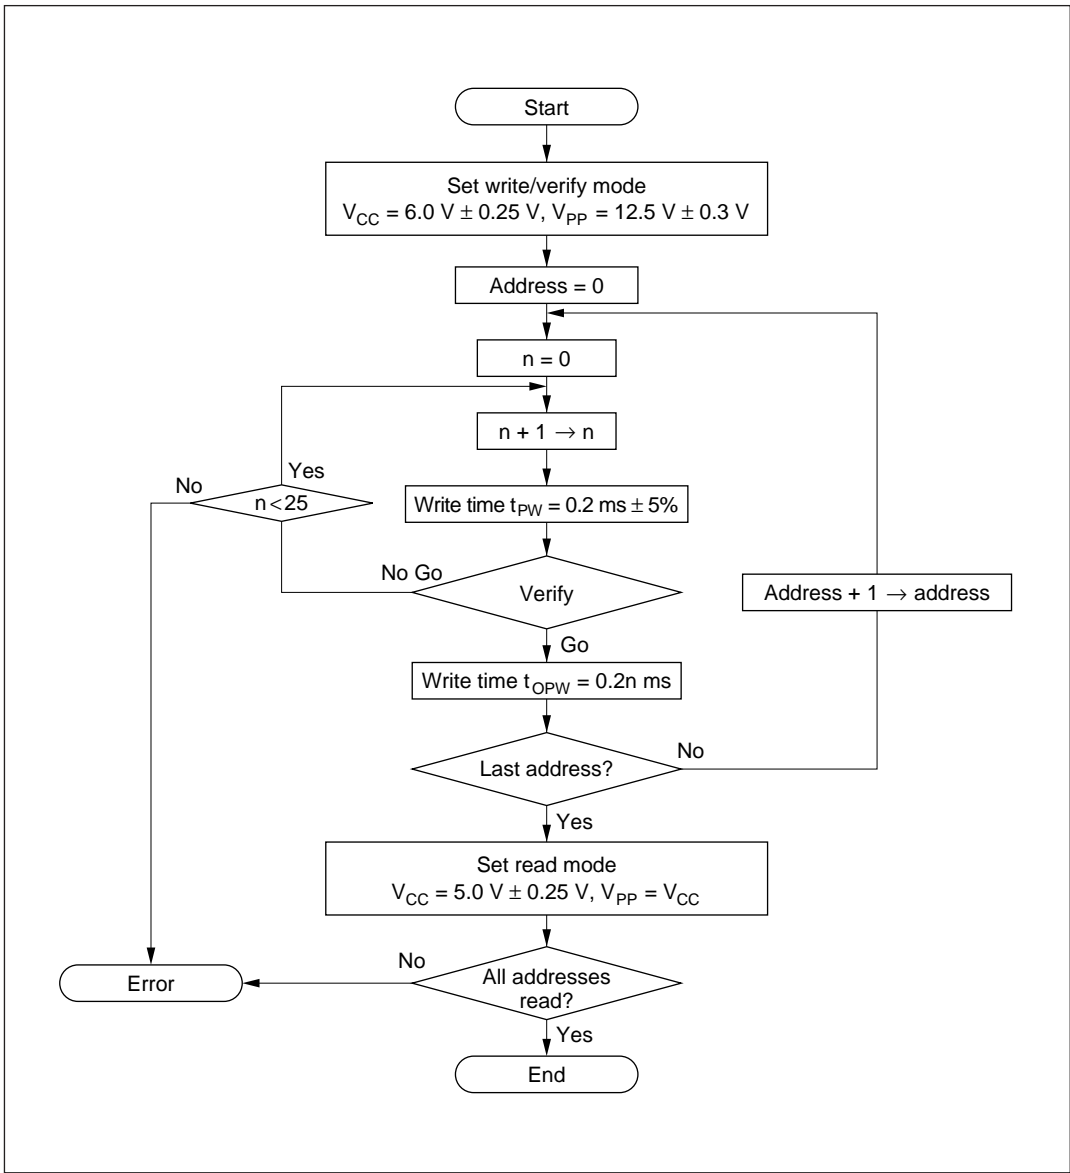 Start
Set write/verify mode
VCC = 6.0 V ± 0.25 V, VPP = 12.5 V ± 0.3 V
Address = 0
n = 0
n + 1 → n
Yes
No
n < 25
Write time tPW = 0.2 ms ± 5%
No Go
Verify
Address + 1 → address
Go
Write time tOPW = 0.2n ms
No
Last address?
Yes
Set read mode
VCC = 5.0 V ± 0.25 V, VPP = VCC
No
All addresses
read?
Error
Yes
End